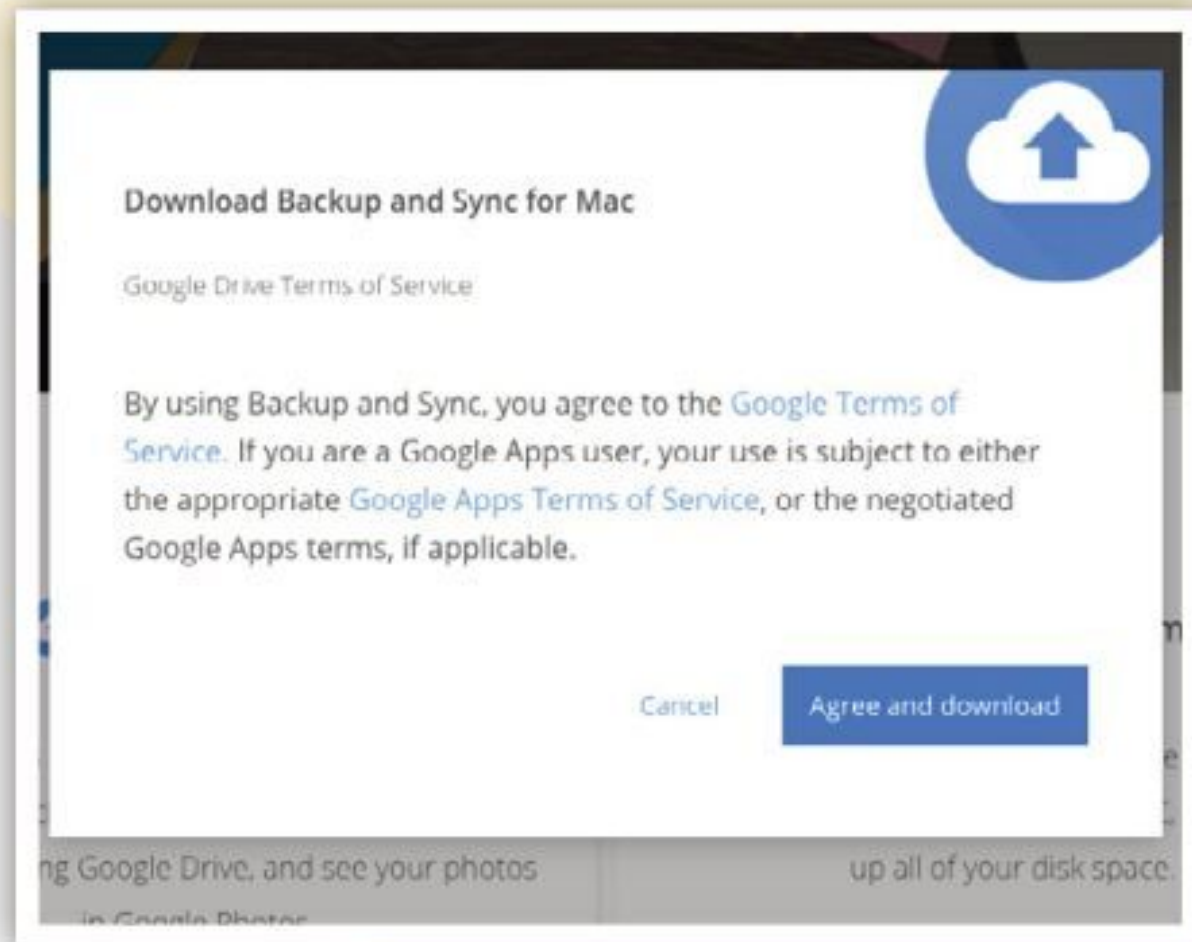 Download Backup and Sync for Mac
Google Drive Terms of Service
By using Backup and Sync, you agree to the Google Terms of
Service. If you are a Google Apps user, your use is subject to either
the appropriate Google Apps Terms of Service, or the negotiated
Google Apps terms, if applicable.
Cancel
Agree and download
ng Google Drive, and see your photos
in Google Photos
up all of your disk space.